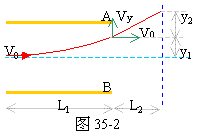 A Vy
V₀ V₀
y₂
y₁
B
L₁ L₂
图 35-2